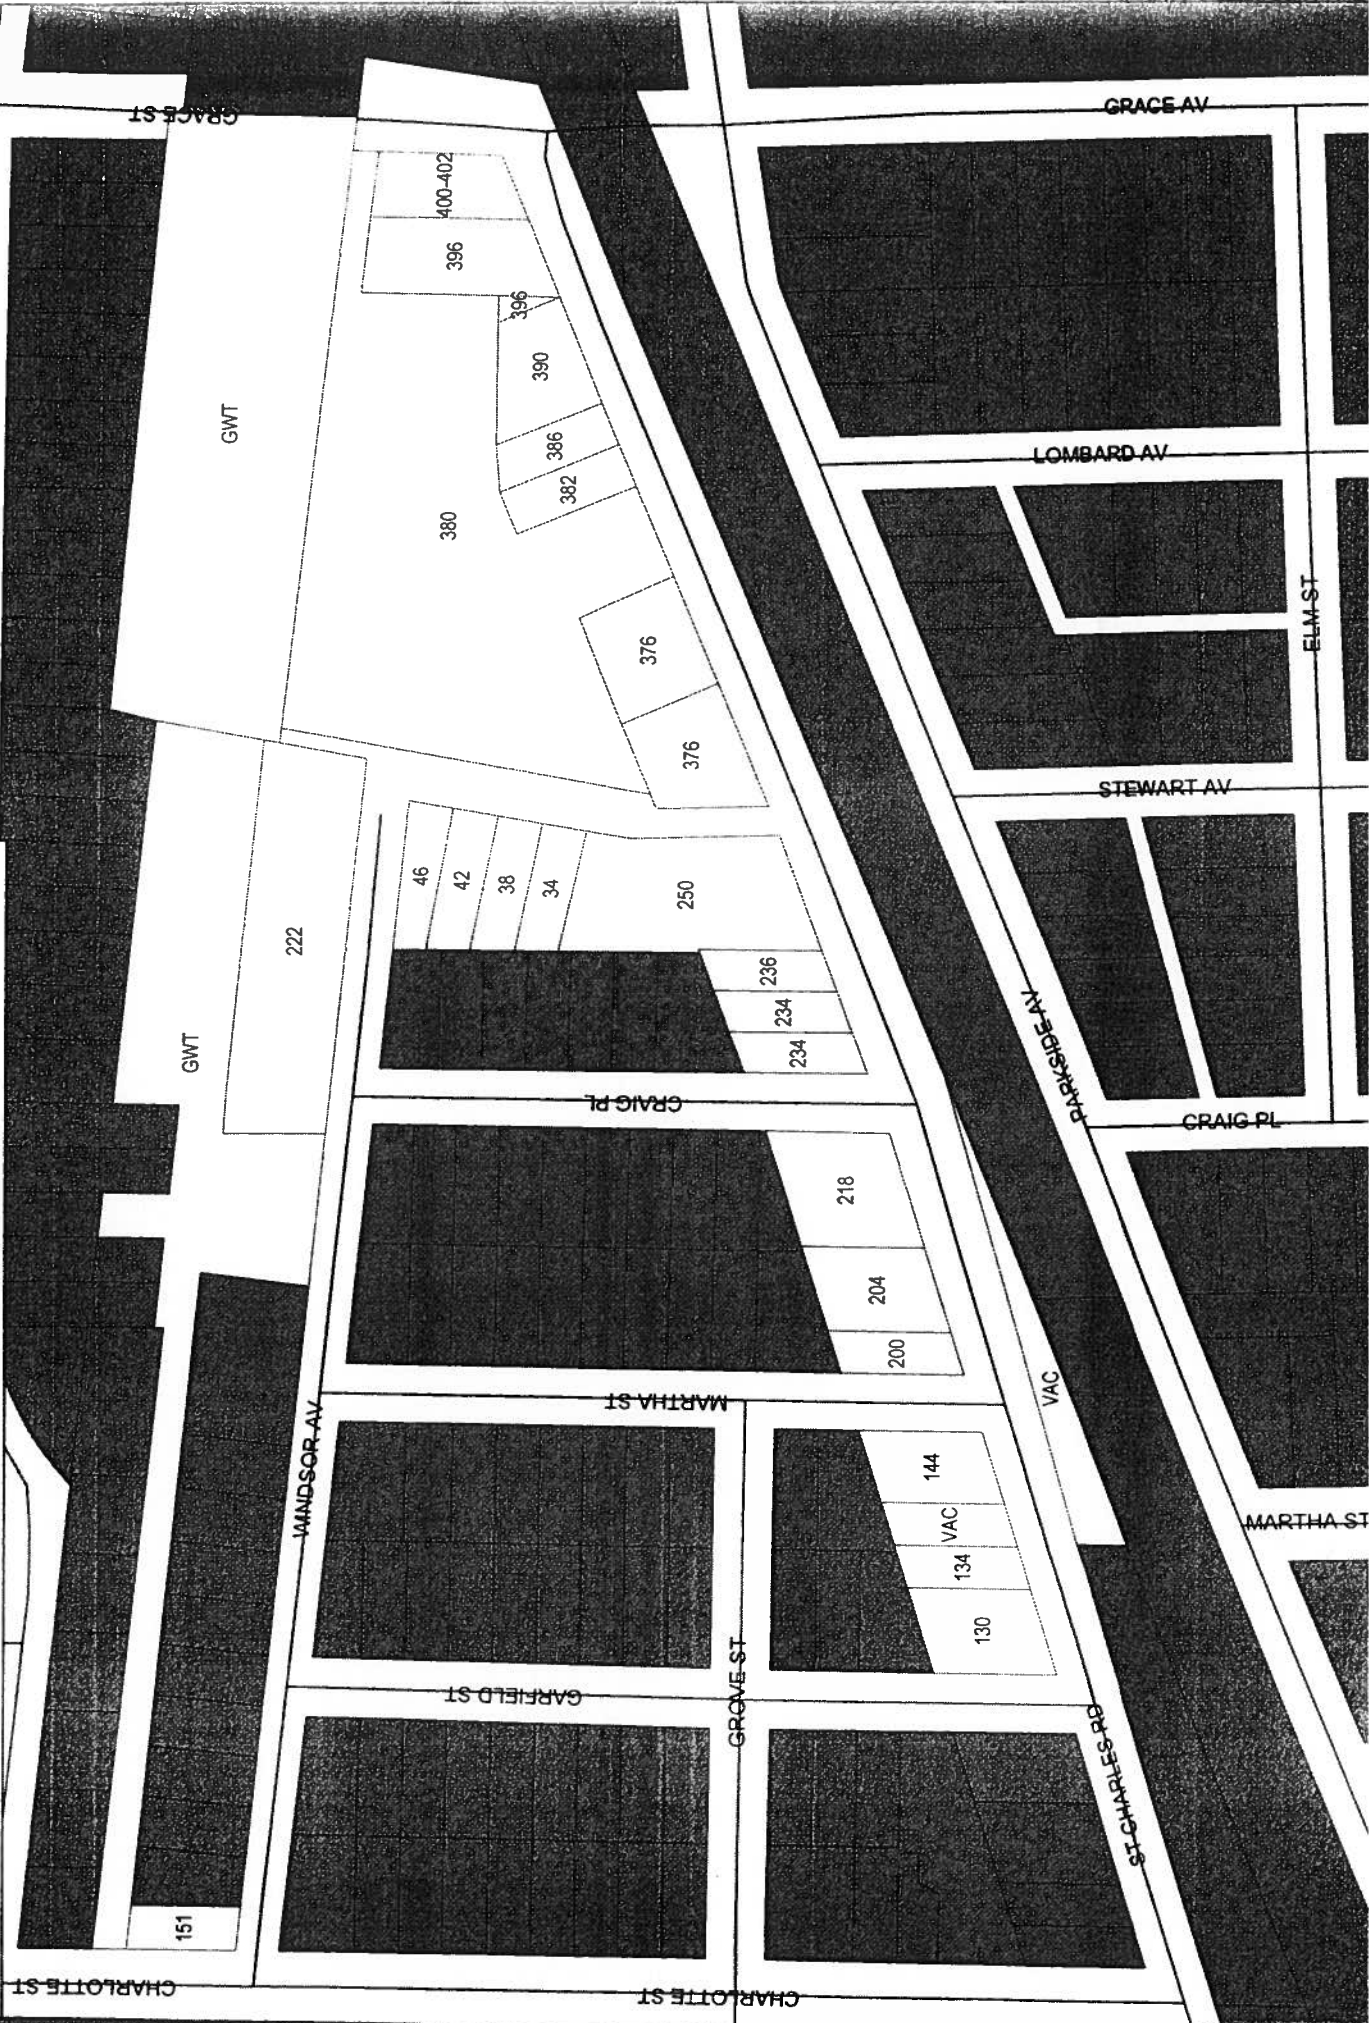 GRACE ST
GRACE AV
400-402
396
396
390
GWT
386
LOMBARD AV
382
380
ELM ST
376
376
STEWART AV
46
42
38
34
250
222
236
234
234
GWT
PARKSIDE AV
CRAIG PL
CRAIG PL
218
204
200
VAC
MARTHA ST
WINDSOR AV
144
VAC
134
130
MARTHA ST
GARFIELD ST
GROVE ST
ST CHARLES RD
151
CHARLOTTE ST
CHARLOTTE ST